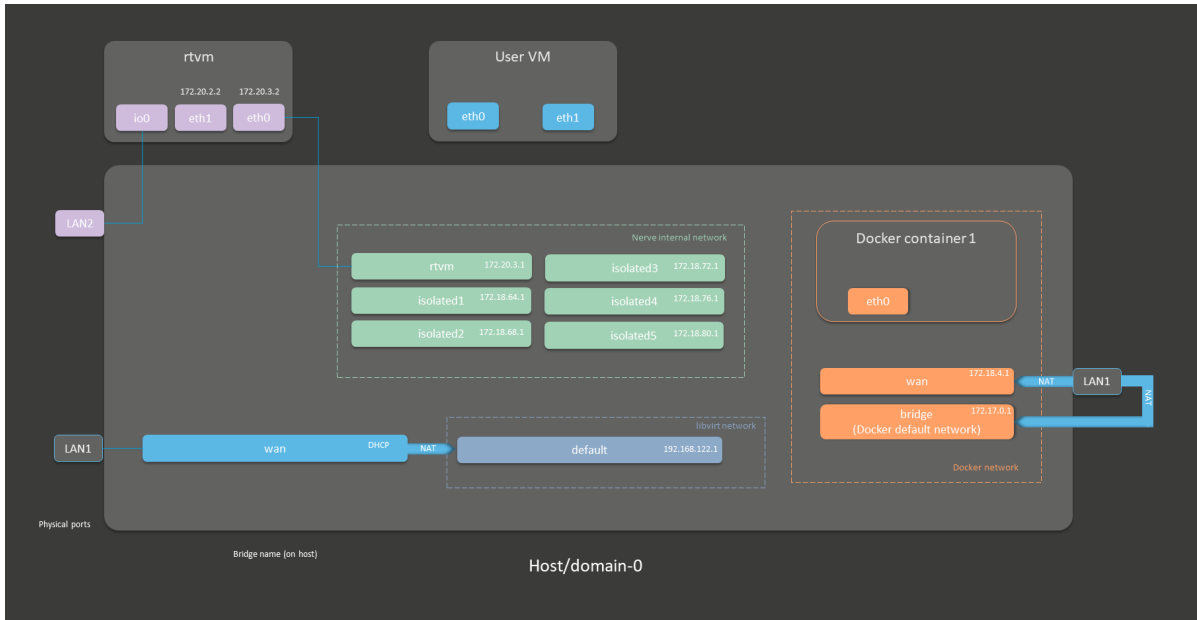 rtvm
User VM
172.20.2.2
172.20.3.2
io0
eth1
eth0
eth0
eth1
LAN2
Nerve internal network
rtvm 172.20.3.1
isolated3 172.18.72.1
isolated1 172.18.64.1
isolated4 172.18.76.1
isolated2 172.18.68.1
isolated5 172.18.80.1
Docker container 1
eth0
wan 172.18.4.1
NAT
LAN1
NAT
bridge 172.17.0.1
(Docker default network)
Docker network
libvirt network
LAN1
wan
DHCP
NAT
default 192.168.122.1
Physical ports
Bridge name (on host)
Host/domain-0